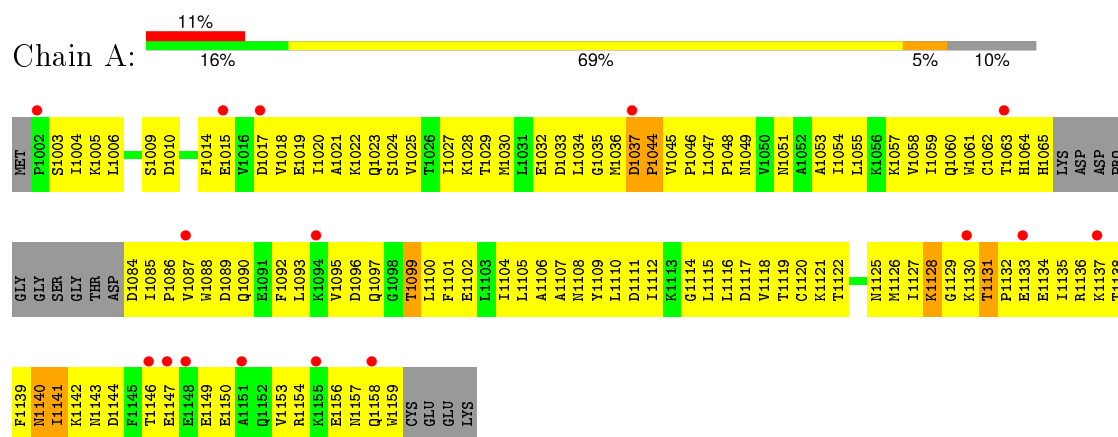 11%
Chain A:
16% 69% 5% 10%
MET P1002 S1003 I1004 K1005 L1006 S1009 D1010 F1014 E1015 V1016 D1017 V1018 E1019 I1020 A1021 K1022 Q1023 S1024 V1025 T1026 I1027 K1028 T1029 M1030 L1031 E1032 D1033 L1034 G1035 M1036 D1037 P1044 V1045 P1046 L1047 P1048 N1049 V1050 N1051 A1052 A1053 I1054 L1055 K1056 K1057 V1058 I1059 Q1060 W1061 C1062 T1063 H1064 H1065 LYS ASP ASP PRO
GLY GLY SER GLY THR ASP D1084 I1085 P1086 V1087 W1088 D1089 Q1090 E1091 F1092 L1093 K1094 V1095 D1096 Q1097 G1098 T1099 L1100 F1101 E1102 L1103 I1104 L1105 A1106 A1107 N1108 Y1109 L1110 D1111 I1112 K1113 G1114 L1115 L1116 D1117 V1118 T1119 C1120 K1121 T1122 N1125 M1126 I1127 K1128 G1129 K1130 T1131 P1132 E1133 E1134 I1135 R1136 K1137 T1138
F1139 N1140 I1141 K1142 N1143 D1144 F1145 T1146 E1147 E1148 E1149 E1150 A1151 Q1152 V1153 R1154 K1155 E1156 N1157 Q1158 W1159 CYS GLU GLU LYS